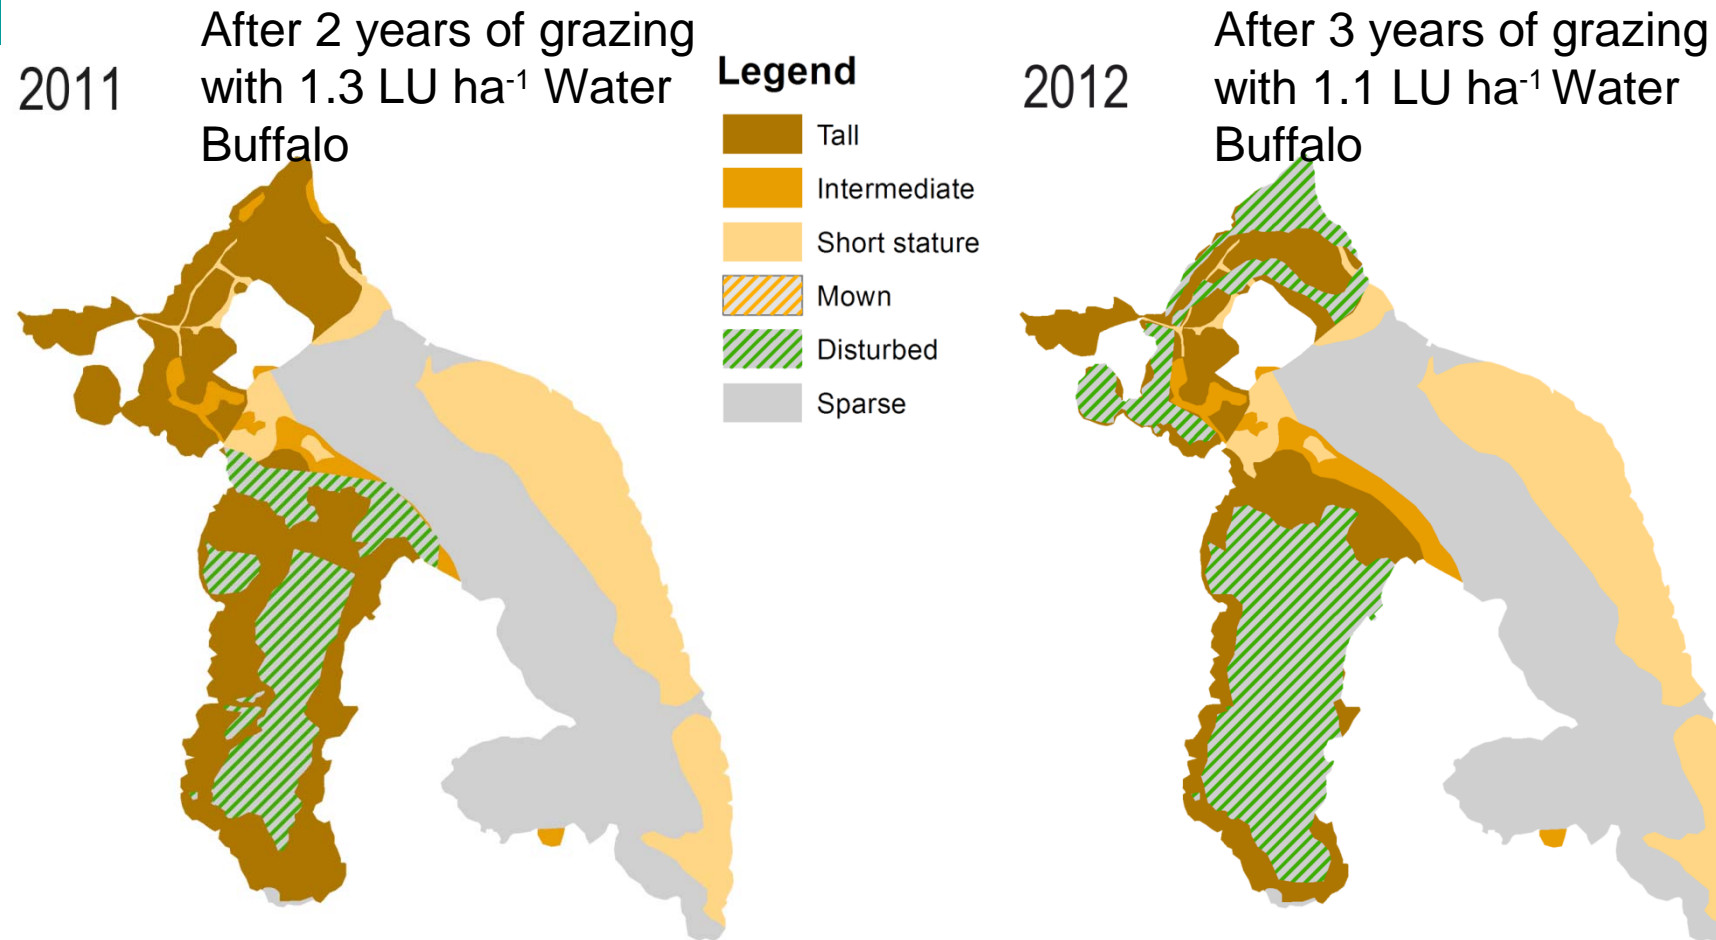 2011
After 2 years of grazing
with 1.3 LU ha⁻¹ Water
Buffalo
Legend
Tall
Intermediate
Short stature
Mown
Disturbed
Sparse
2012
After 3 years of grazing
with 1.1 LU ha⁻¹ Water
Buffalo